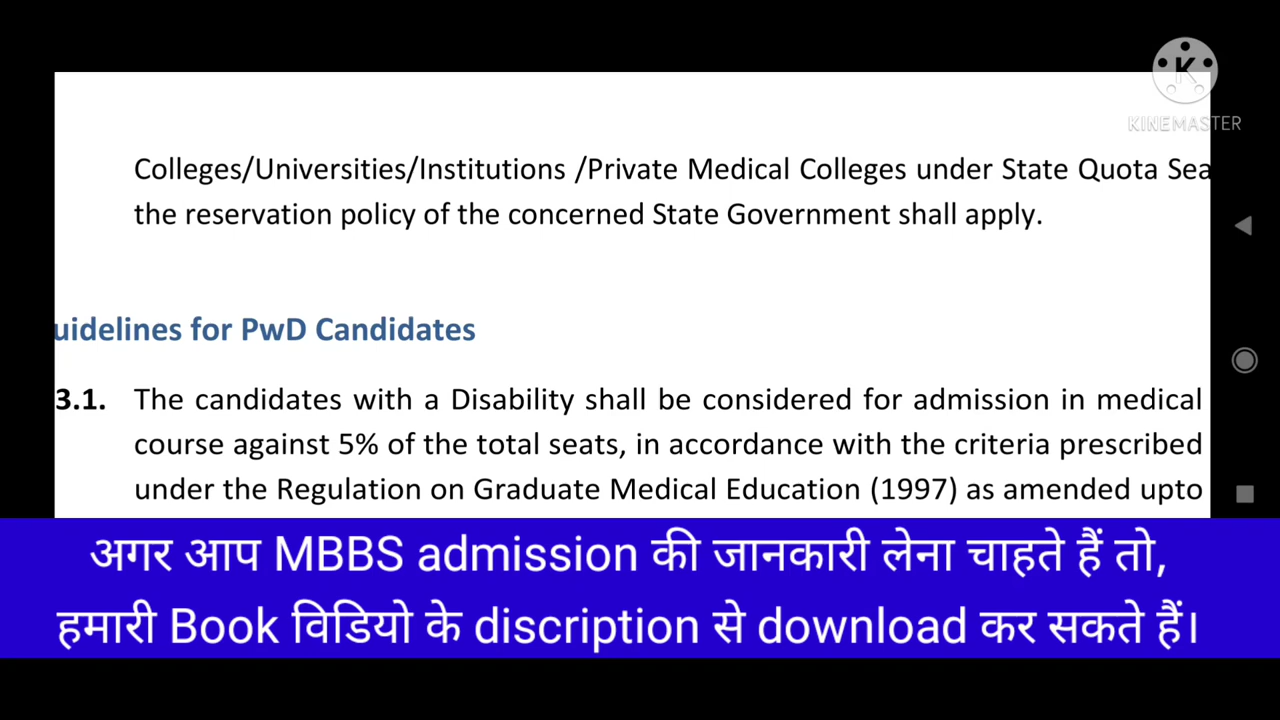 KINEMASTER
Colleges/Universities/Institutions /Private Medical Colleges under State Quota Sea
the reservation policy of the concerned State Government shall apply.
uidelines for PwD Candidates
3.1. The candidates with a Disability shall be considered for admission in medical
course against 5% of the total seats, in accordance with the criteria prescribed
under the Regulation on Graduate Medical Education (1997) as amended upto
अगर आप MBBS admission की जानकारी लेना चाहते हैं तो,
हमारी Book विडियो के discription से download कर सकते हैं।